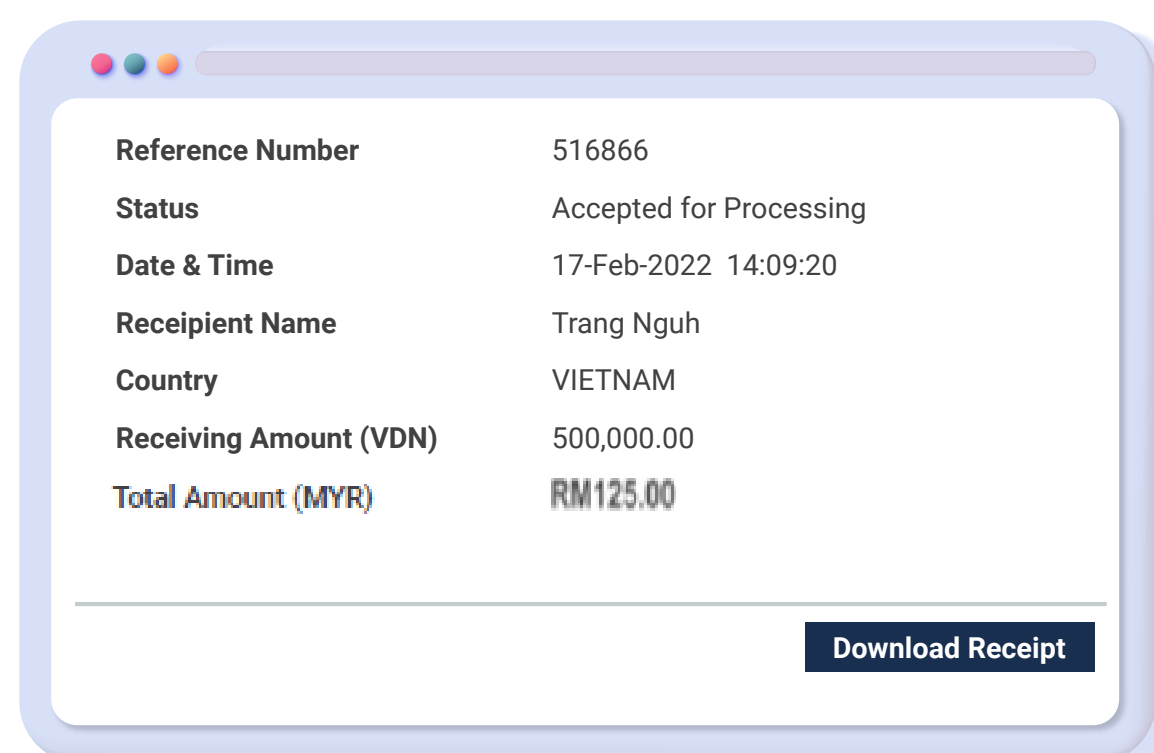 Reference Number 516866
Status Accepted for Processing
Date & Time 17-Feb-2022 14:09:20
Receipient Name Trang Nguh
Country VIETNAM
Receiving Amount (VDN) 500,000.00
Total Amount (MYR) RM125.00
Download Receipt